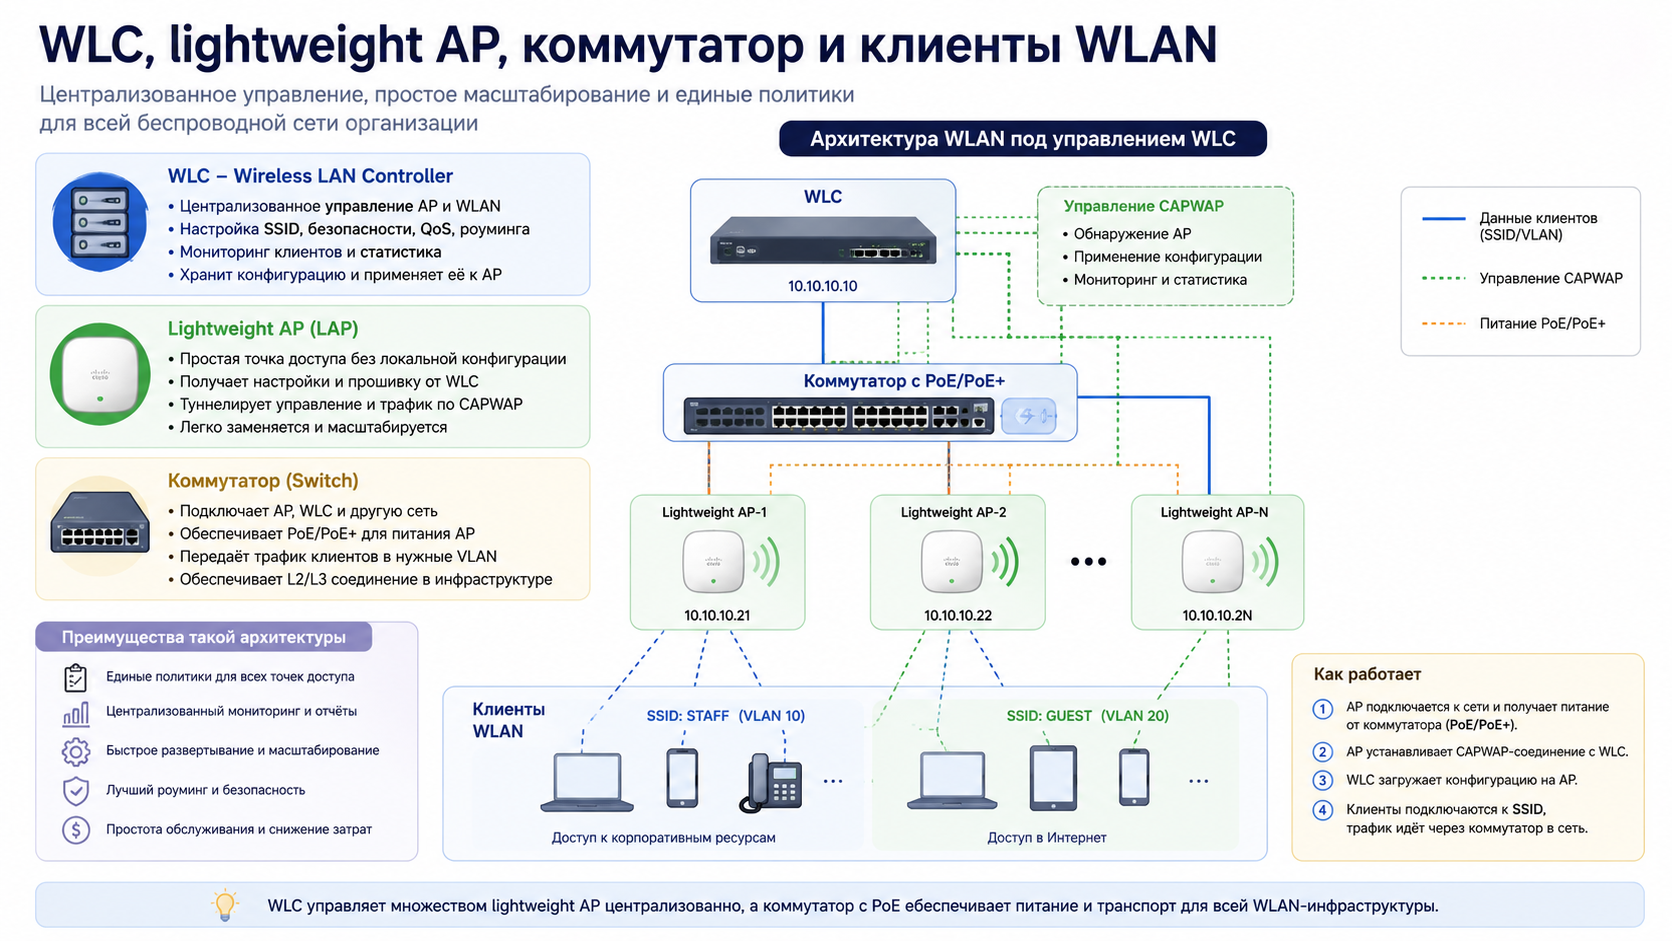 WLC, lightweight AP, коммутатор и клиенты WLAN
Централизованное управление, простое масштабирование и единые политики
для всей беспроводной сети организации
WLC – Wireless LAN Controller
• Централизованное управление AP и WLAN
• Настройка SSID, безопасности, QoS, роуминга
• Мониторинг клиентов и статистика
• Хранит конфигурацию и применяет её к AP
Lightweight AP (LAP)
• Простая точка доступа без локальной конфигурации
• Получает настройки и прошивку от WLC
• Туннелирует управление и трафик по CAPWAP
• Легко заменяется и масштабируется
Коммутатор (Switch)
• Подключает AP, WLC и другую сеть
• Обеспечивает PoE/PoE+ для питания AP
• Передаёт трафик клиентов в нужные VLAN
• Обеспечивает L2/L3 соединение в инфраструктуре
Преимущества такой архитектуры
Единые политики для всех точек доступа
Централизованный мониторинг и отчёты
Быстрое развертывание и масштабирование
Лучший роуминг и безопасность
Простота обслуживания и снижение затрат
Архитектура WLAN под управлением WLC
WLC
10.10.10.10
Управление CAPWAP
• Обнаружение AP
• Применение конфигурации
• Мониторинг и статистика
Данные клиентов
(SSID/VLAN)
Управление CAPWAP
Питание PoE/PoE+
Коммутатор с PoE/PoE+
Lightweight AP-1
10.10.10.21
Lightweight AP-2
10.10.10.22
•••
Lightweight AP-N
10.10.10.2N
Клиенты
WLAN
SSID: STAFF (VLAN 10)
...
Доступ к корпоративным ресурсам
SSID: GUEST (VLAN 20)
...
Доступ в Интернет
Как работает
1 AP подключается к сети и получает питание
от коммутатора (PoE/PoE+).
2 AP устанавливает CAPWAP-соединение с WLC.
3 WLC загружает конфигурацию на AP.
4 Клиенты подключаются к SSID,
трафик идёт через коммутатор в сеть.
WLC управляет множеством lightweight AP централизованно, а коммутатор с PoE еbеспечивает питание и транспорт для всей WLAN-инфраструктуры.